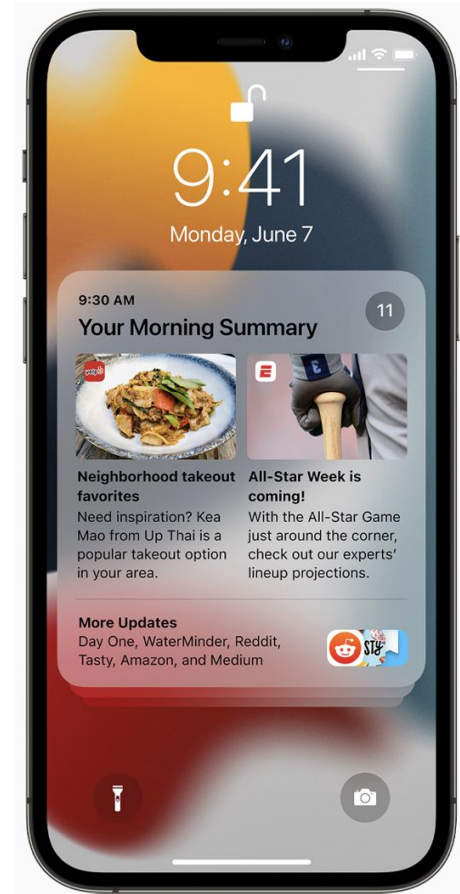 9:41
Monday, June 7
9:30 AM
11
Your Morning Summary
yelp
E
3
Neighborhood takeout
favorites
Need inspiration? Kea
Mao from Up Thai is a
popular takeout option
in your area.
All-Star Week is
coming!
With the All-Star Game
just around the corner,
check out our experts’
lineup projections.
More Updates
Day One, WaterMinder, Reddit,
Tasty, Amazon, and Medium
STY